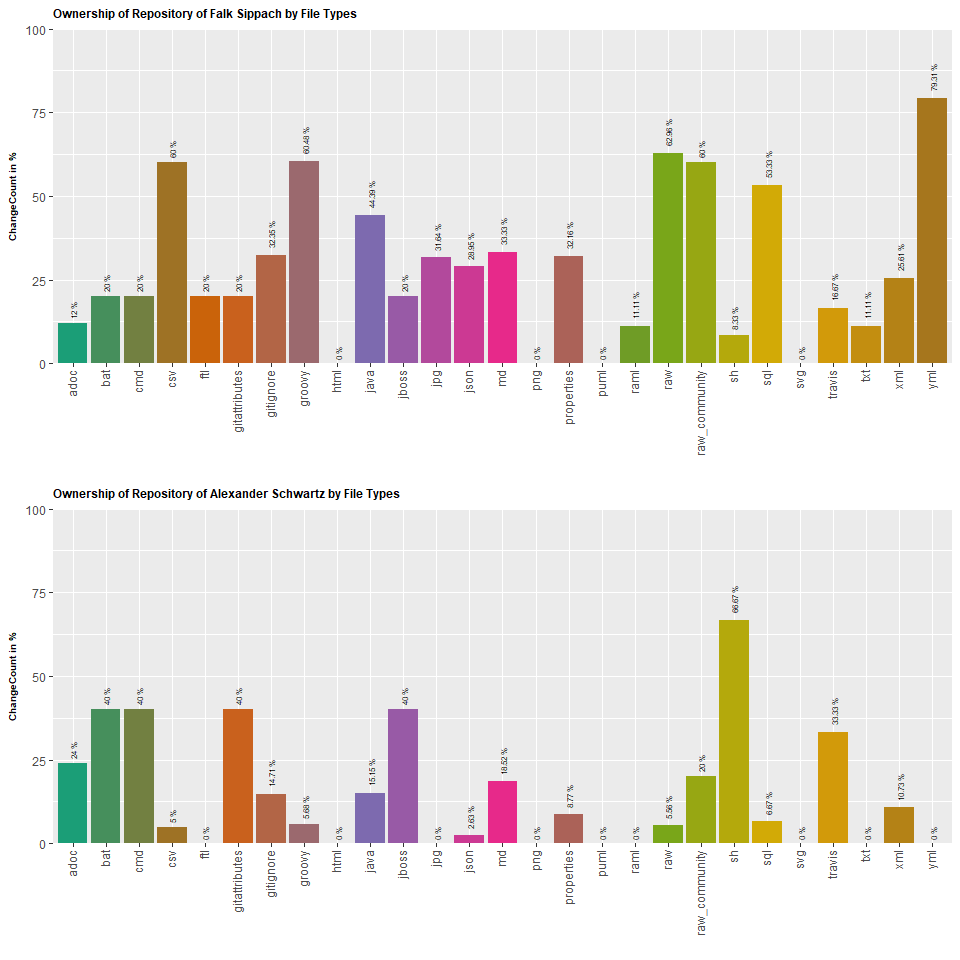 Ownership of Repository of Falk Sippach by File Types
ChangeCount in %
100
75
50
25
0
12 %
20 %
20 %
60 %
20 %
20 %
32.35 %
60.48 %
0 %
44.39 %
20 %
31.64 %
28.95 %
33.33 %
0 %
32.16 %
0 %
11.11 %
62.96 %
60 %
8.33 %
53.33 %
0 %
16.67 %
11.11 %
25.61 %
79.31 %
adoc
bat
cmd
csv
ftl
gitattributes
gitignore
groovy
html
java
jboss
jpg
json
md
png
properties
puml
raml
raw
raw_community
sh
sql
svg
travis
txt
xml
yml
Ownership of Repository of Alexander Schwartz by File Types
ChangeCount in %
100
75
50
25
0
24 %
40 %
40 %
5 %
0 %
40 %
14.71 %
5.68 %
0 %
15.15 %
40 %
0 %
2.63 %
18.52 %
0 %
8.77 %
0 %
0 %
5.56 %
20 %
66.67 %
6.67 %
0 %
33.33 %
0 %
10.73 %
0 %
adoc
bat
cmd
csv
ftl
gitattributes
gitignore
groovy
html
java
jboss
jpg
json
md
png
properties
puml
raml
raw
raw_community
sh
sql
svg
travis
txt
xml
yml